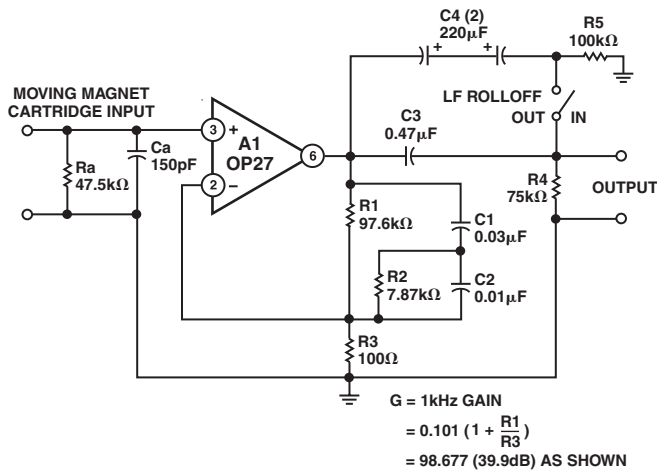 C4 (2)
220µF
+ +
R5
100kΩ
MOVING MAGNET
CARTRIDGE INPUT
LF ROLLOFF
OUT IN
C3
0.47µF
3 +
A1
OP27
6
2 –
Ca
150pF
Ra
47.5kΩ
R4
75kΩ
OUTPUT
R1
97.6kΩ
C1
0.03µF
R2
7.87kΩ
C2
0.01µF
R3
100Ω
G = 1kHz GAIN
= 0.101 (1 + R1/R3)
= 98.677 (39.9dB) AS SHOWN